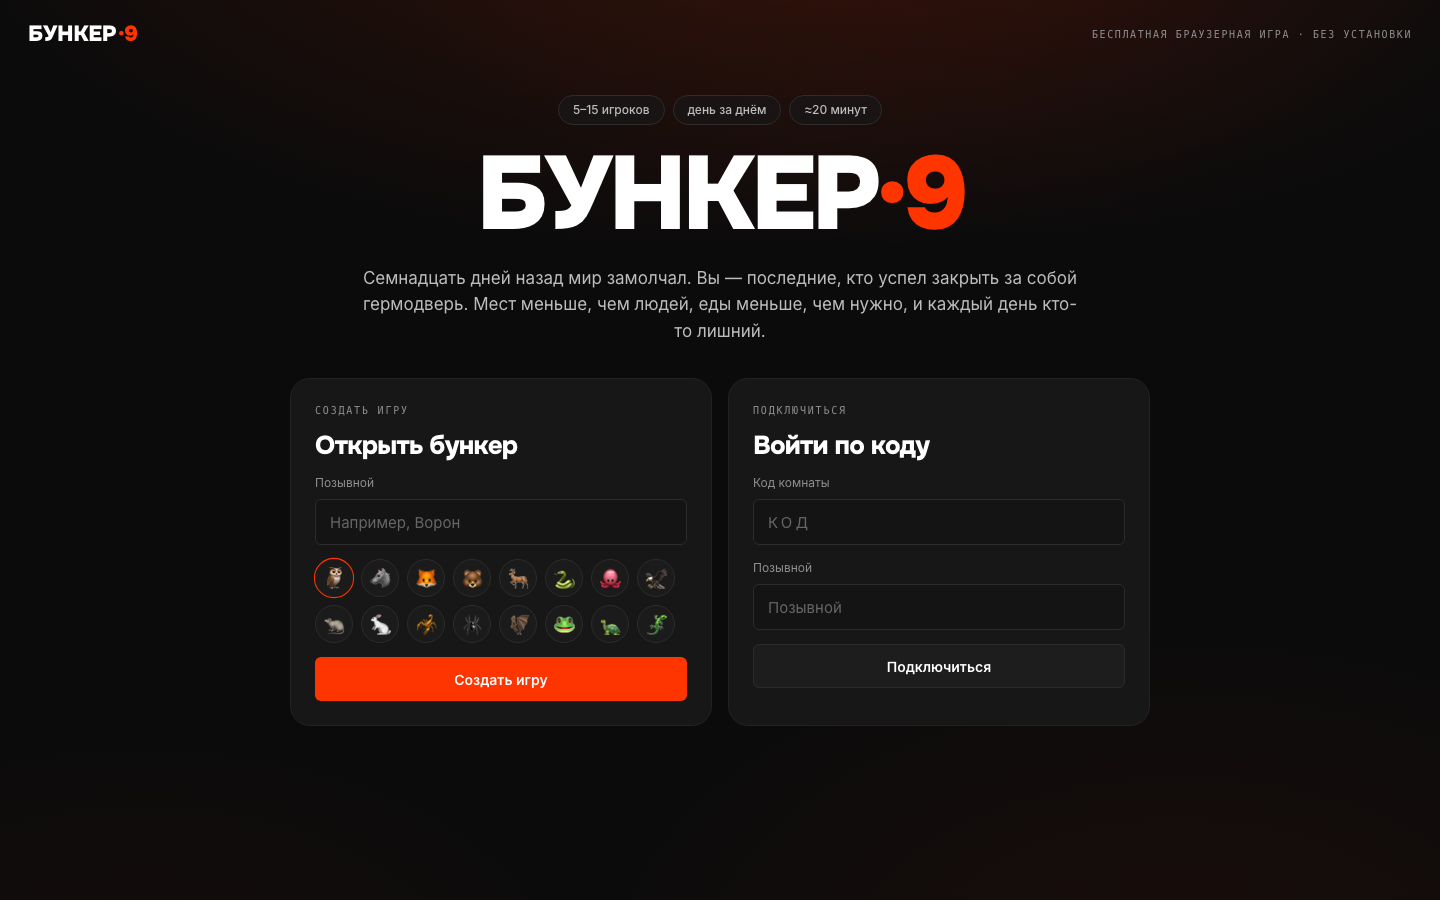 БУНКЕР·9
БЕСПЛАТНАЯ БРАУЗЕРНАЯ ИГРА · БЕЗ УСТАНОВКИ
5–15 игроков
день за днём
≈20 минут
БУНКЕР·9
Семнадцать дней назад мир замолчал. Вы — последние, кто успел закрыть за собой
гермодверь. Мест меньше, чем людей, еды меньше, чем нужно, и каждый день кто-
то лишний.
СОЗДАТЬ ИГРУ
Открыть бункер
Позывной
Например, Ворон
Создать игру
ПОДКЛЮЧИТЬСЯ
Войти по коду
Код комнаты
КОД
Позывной
Позывной
Подключиться